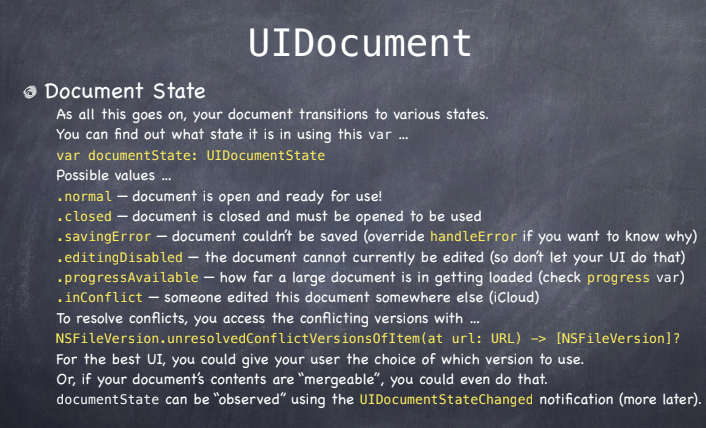 UIDocument
Document State
As all this goes on, your document transitions to various states.
You can find out what state it is in using this var ...
var documentState: UIDocumentState
Possible values ...
.normal — document is open and ready for use!
.closed — document is closed and must be opened to be used
.savingError — document couldn't be saved (override handleError if you want to know why)
.editingDisabled — the document cannot currently be edited (so don't let your UI do that)
.progressAvailable — how far a large document is in getting loaded (check progress var)
.inConflict — someone edited this document somewhere else (iCloud)
To resolve conflicts, you access the conflicting versions with ...
NSFileVersion.unresolvedConflictVersionsOfItem(at url: URL) -> [NSFileVersion]?
For the best UI, you could give your user the choice of which version to use.
Or, if your document's contents are "mergeable", you could even do that.
documentState can be "observed" using the UIDocumentStateChanged notification (more later).